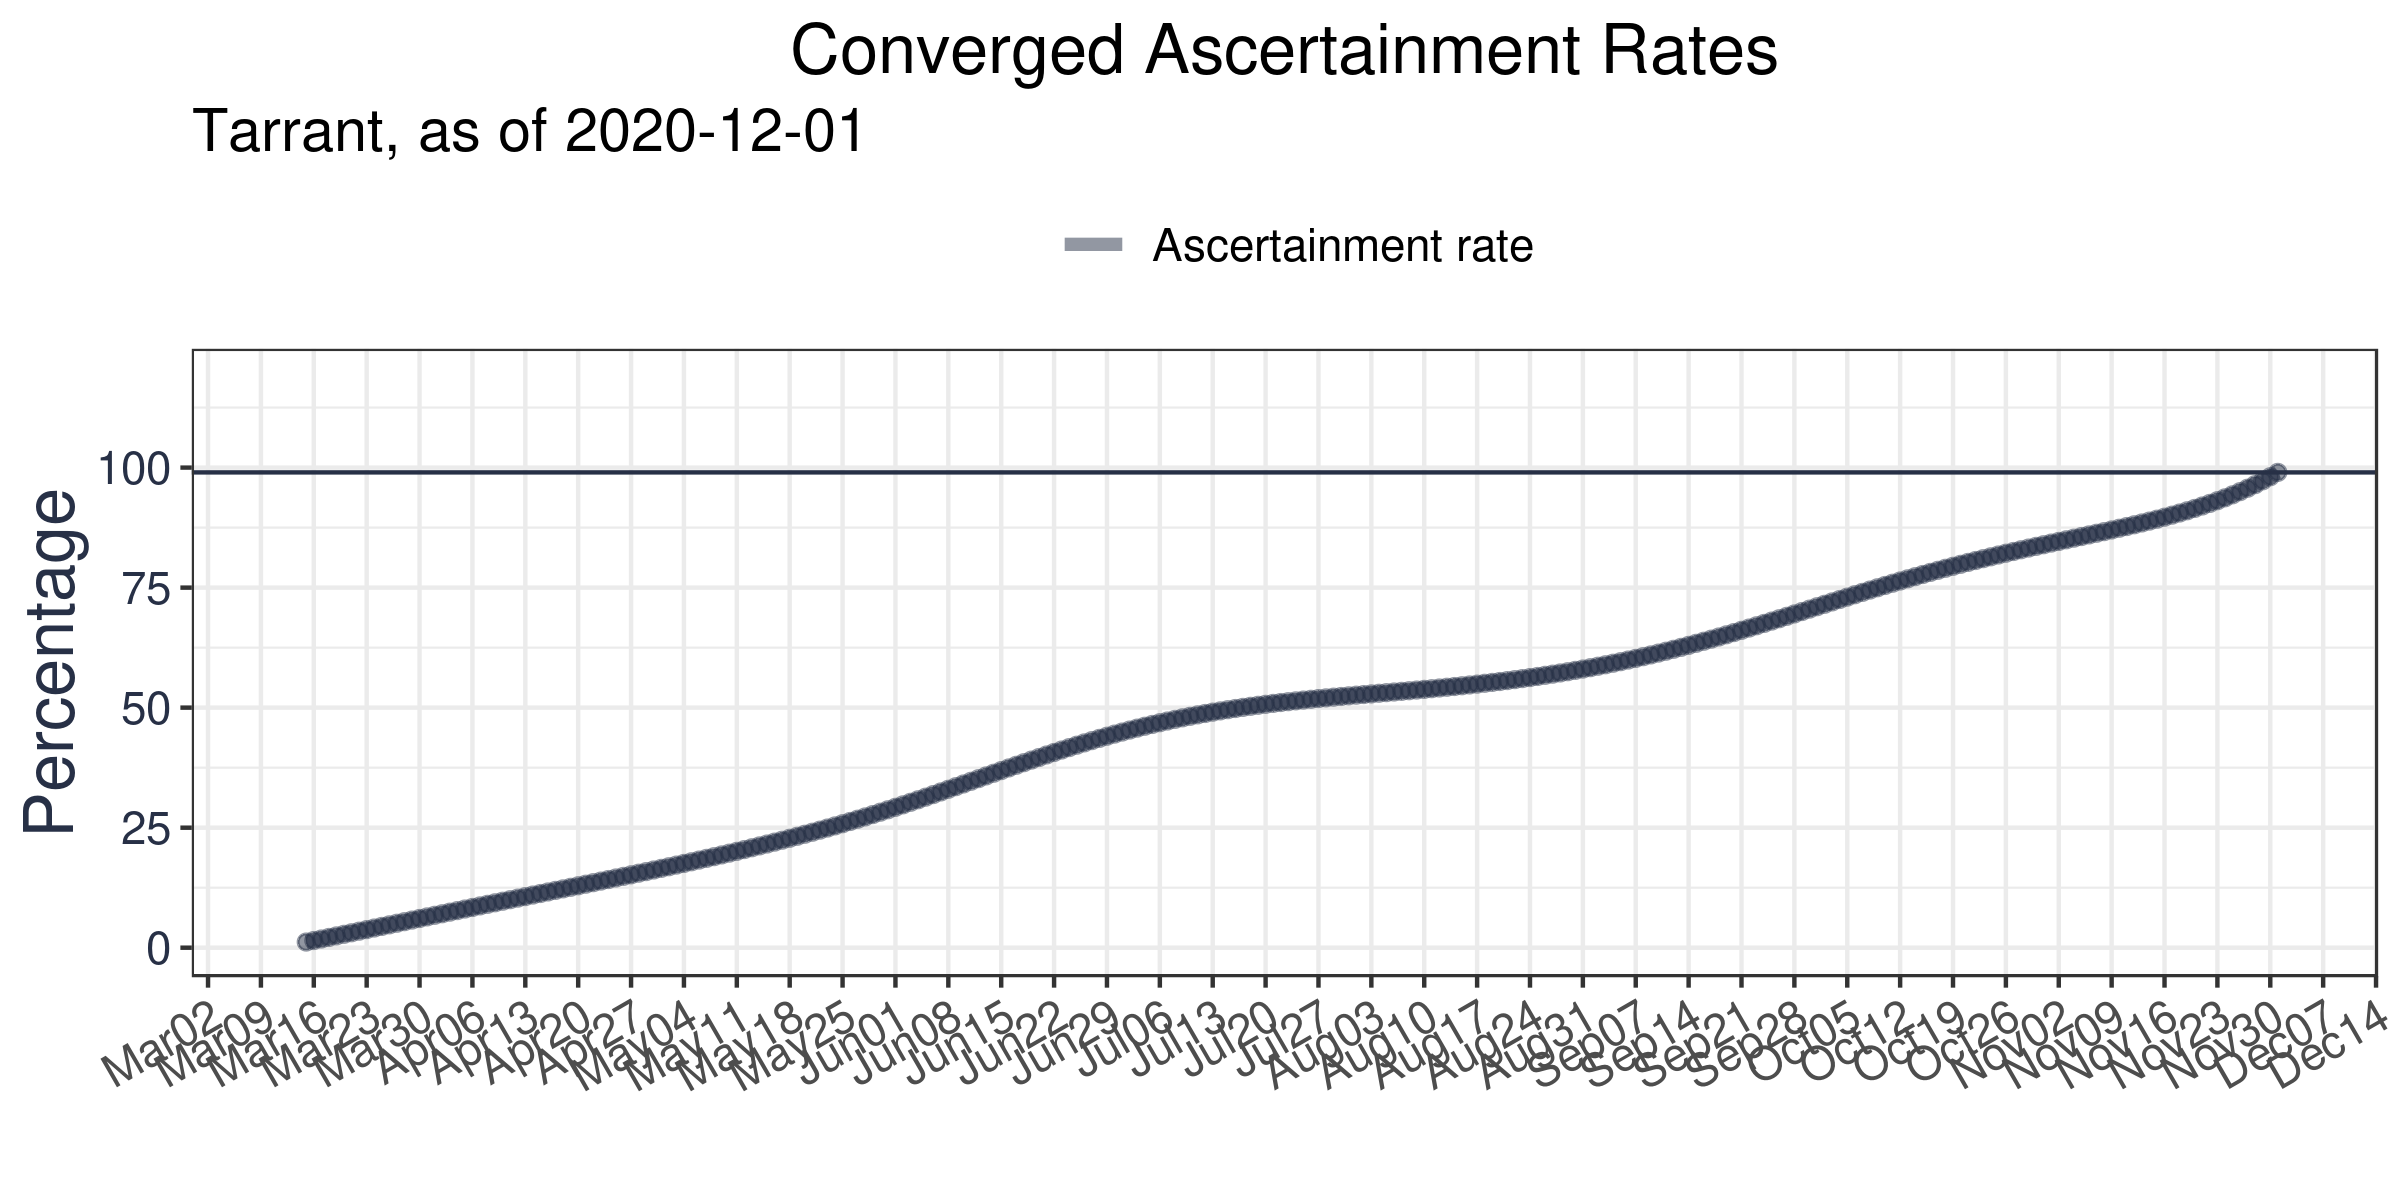 Converged Ascertainment Rates
Tarrant, as of 2020-12-01
Ascertainment rate
Percentage
100
75
50
25
0
Mar02
Mar09
Mar16
Mar23
Mar30
Apr06
Apr13
Apr20
Apr27
May04
May11
May18
May25
Jun01
Jun08
Jun15
Jun22
Jun29
Jul06
Jul13
Jul20
Jul27
Aug03
Aug10
Aug17
Aug24
Aug31
Sep07
Sep14
Sep21
Sep28
Oct05
Oct12
Oct19
Oct26
Nov02
Nov09
Nov16
Nov23
Nov30
Dec07
Dec14